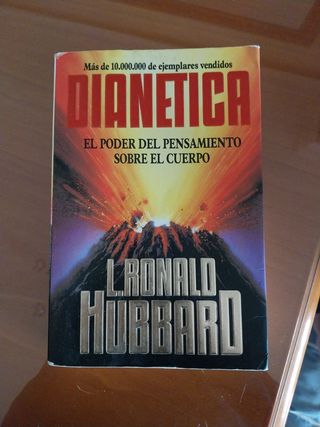 Más de 10.000.000 de ejemplares vendidos
DIANETICA
EL PODER DEL PENSAMIENTO
SOBRE EL CUERPO
L. RONALD
HUBBARD